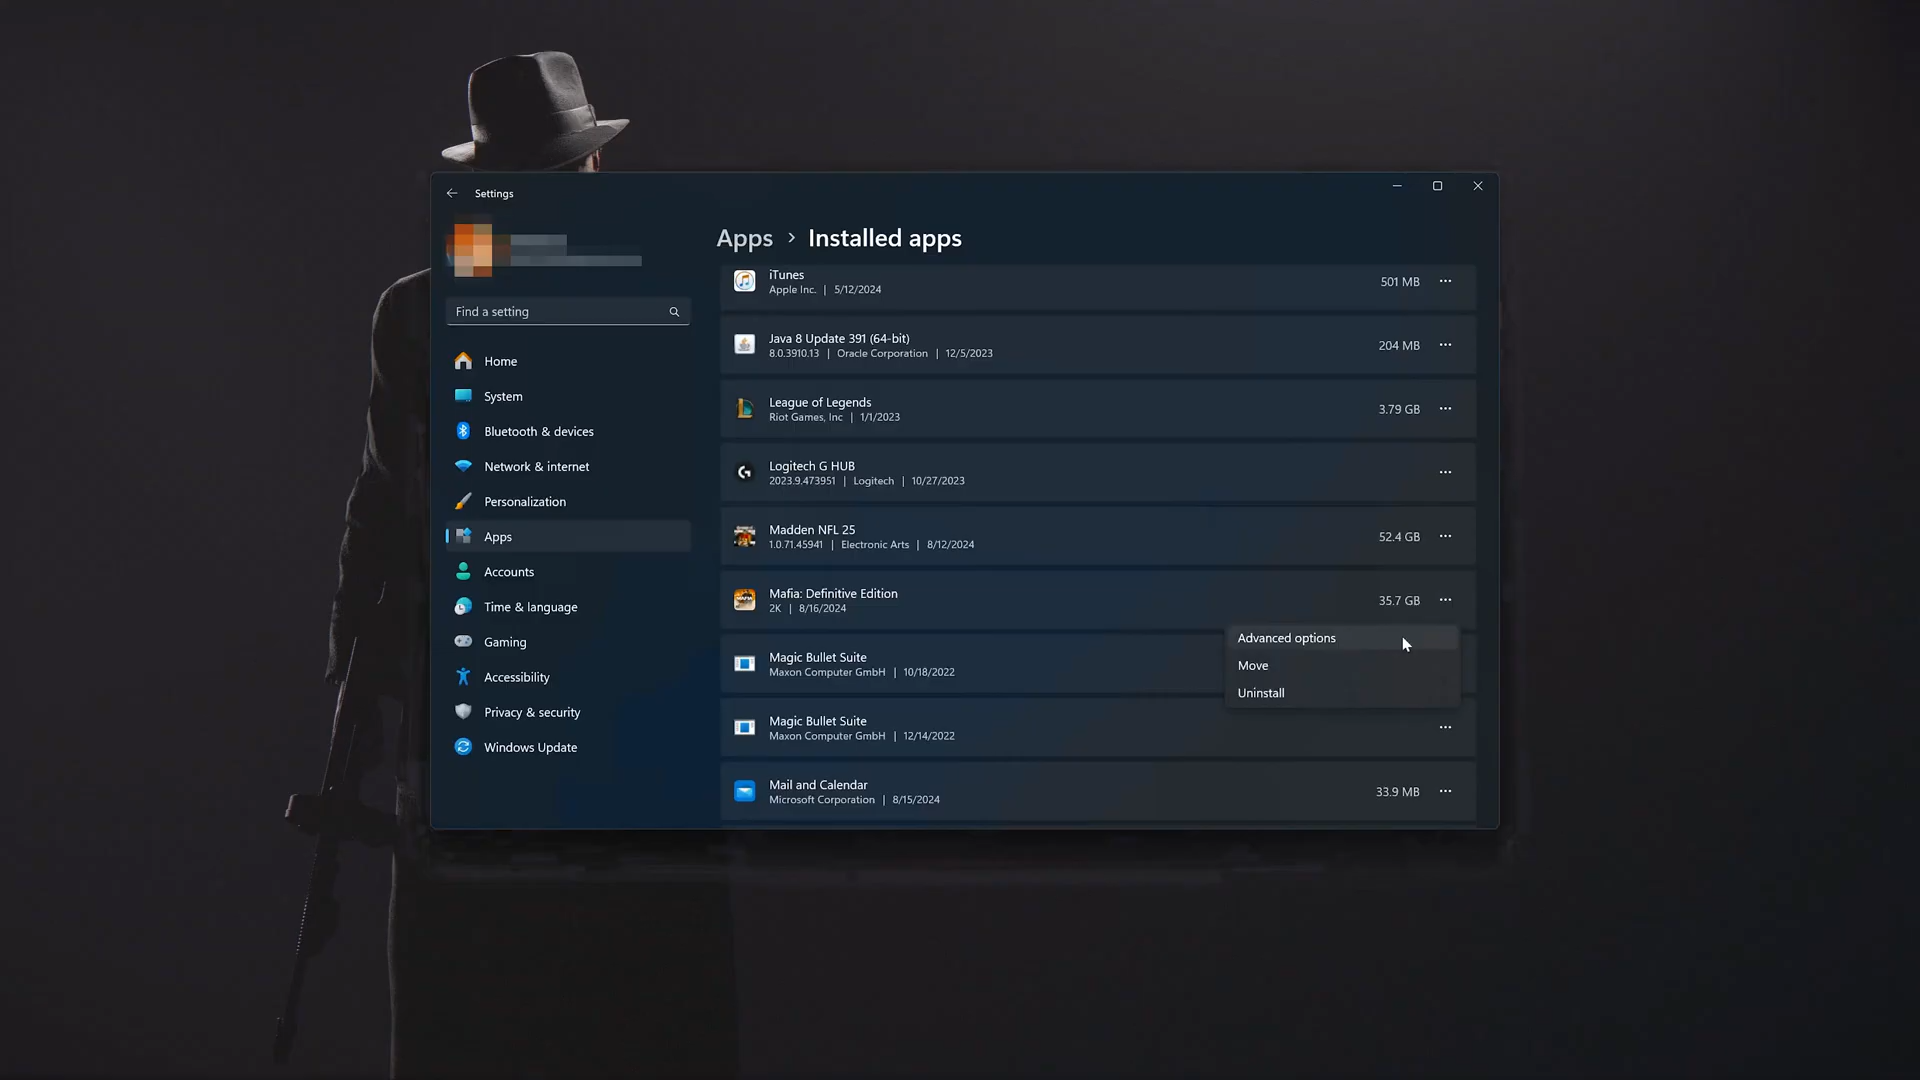 Settings
Find a setting
Home
System
Bluetooth & devices
Network & internet
Personalization
Apps
Accounts
Time & language
Gaming
Accessibility
Privacy & security
Windows Update
Apps > Installed apps
iTunes
Apple Inc. | 5/12/2024
501 MB
Java 8 Update 391 (64-bit)
8.0.3910.13 | Oracle Corporation | 12/5/2023
204 MB
League of Legends
Riot Games, Inc | 1/1/2023
3.79 GB
Logitech G HUB
2023.9.473951 | Logitech | 10/27/2023
Madden NFL 25
1.0.71.45941 | Electronic Arts | 8/12/2024
52.4 GB
Mafia: Definitive Edition
2K | 8/16/2024
35.7 GB
Advanced options
Move
Uninstall
Magic Bullet Suite
Maxon Computer GmbH | 10/18/2022
Magic Bullet Suite
Maxon Computer GmbH | 12/14/2022
Mail and Calendar
Microsoft Corporation | 8/15/2024
33.9 MB